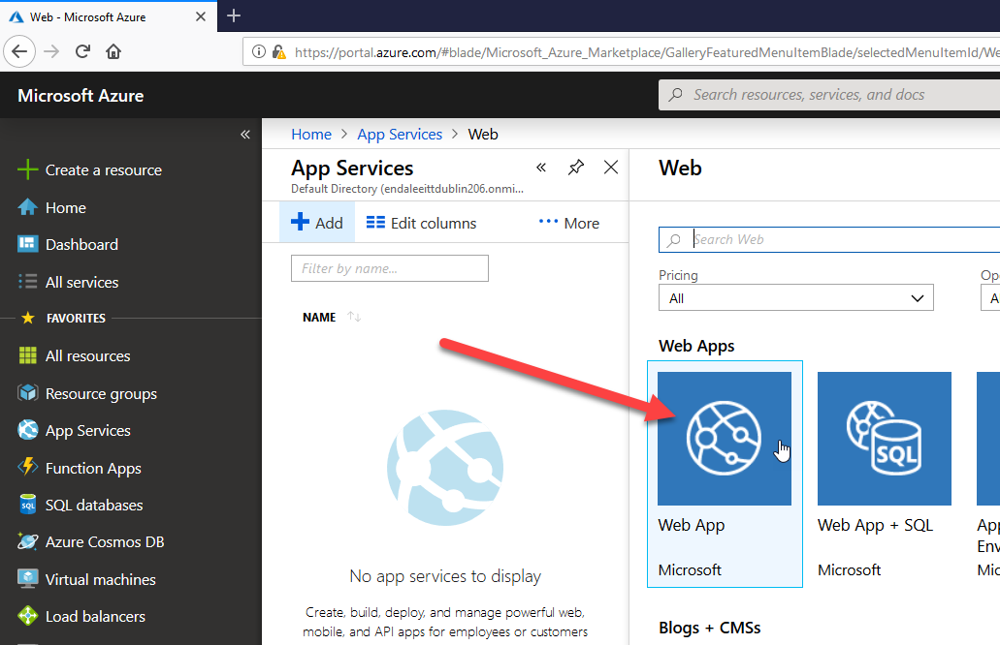 Web - Microsoft Azure
https://portal.azure.com/#blade/Microsoft_Azure_Marketplace/GalleryFeaturedMenuItemBlade/selectedMenuItemId/We
Microsoft Azure
Search resources, services, and docs
Create a resource
Home
Dashboard
All services
FAVORITES
All resources
Resource groups
App Services
Function Apps
SQL
SQL databases
Azure Cosmos DB
Virtual machines
Load balancers
Home > App Services > Web
App Services
Default Directory (endaleeittdublin206.onmi...
Add
Edit columns
More
Filter by name...
NAME
No app services to display
Create, build, deploy, and manage powerful web,
mobile, and API apps for employees or customers
Web
Search Web
Pricing
Op
All
A
Web Apps
SQL
Web App
Microsoft
Web App + SQL
Microsoft
App
Env
Mic
Blogs + CMSs